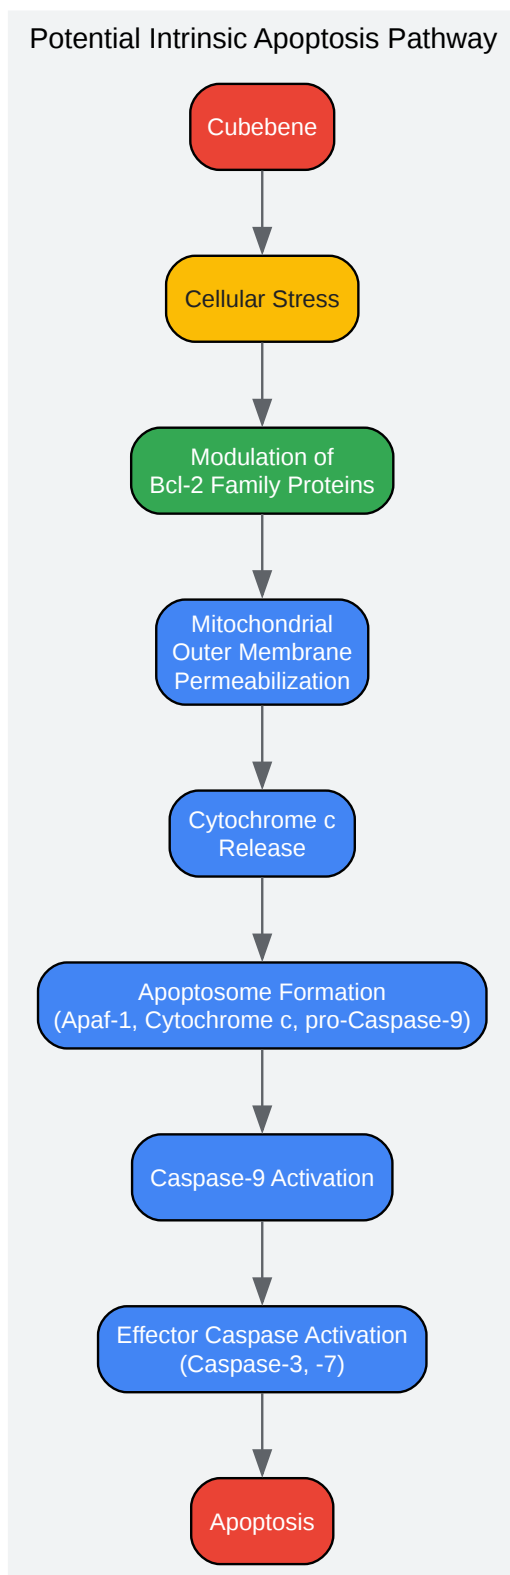 Potential Intrinsic Apoptosis Pathway
Cubebene
Cellular Stress
Modulation of
Bcl-2 Family Proteins
Mitochondrial
Outer Membrane
Permeabilization
Cytochrome c
Release
Apoptosome Formation
(Apaf-1, Cytochrome c, pro-Caspase-9)
Caspase-9 Activation
Effector Caspase Activation
(Caspase-3, -7)
Apoptosis